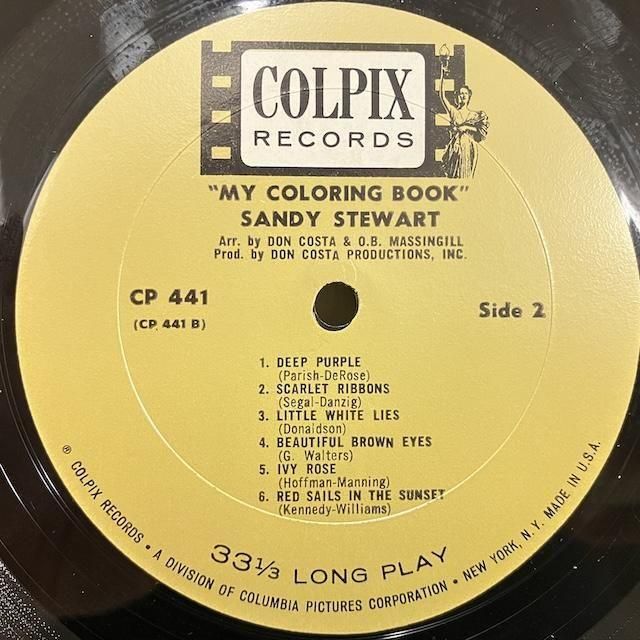 COLPIX
RECORDS
"MY COLORING BOOK"
SANDY STEWART
Arr. by DON COSTA & O.B. MASSINGILL
Prod. by DON COSTA PRODUCTIONS, INC.
CP 441
(CP 441 B)
Side 2
1. DEEP PURPLE
(Parish-DeRose)
2. SCARLET RIBBONS
(Segal-Danzig)
3. LITTLE WHITE LIES
(Donaldson)
4. BEAUTIFUL BROWN EYES
(G. Walters)
5. IVY ROSE
(Hoffman-Manning)
6. RED SAILS IN THE SUNSET
(Kennedy-Williams)
33⅓ LONG PLAY
® COLPIX RECORDS • A DIVISION OF COLUMBIA PICTURES CORPORATION • NEW YORK, N.Y. MADE IN U.S.A.